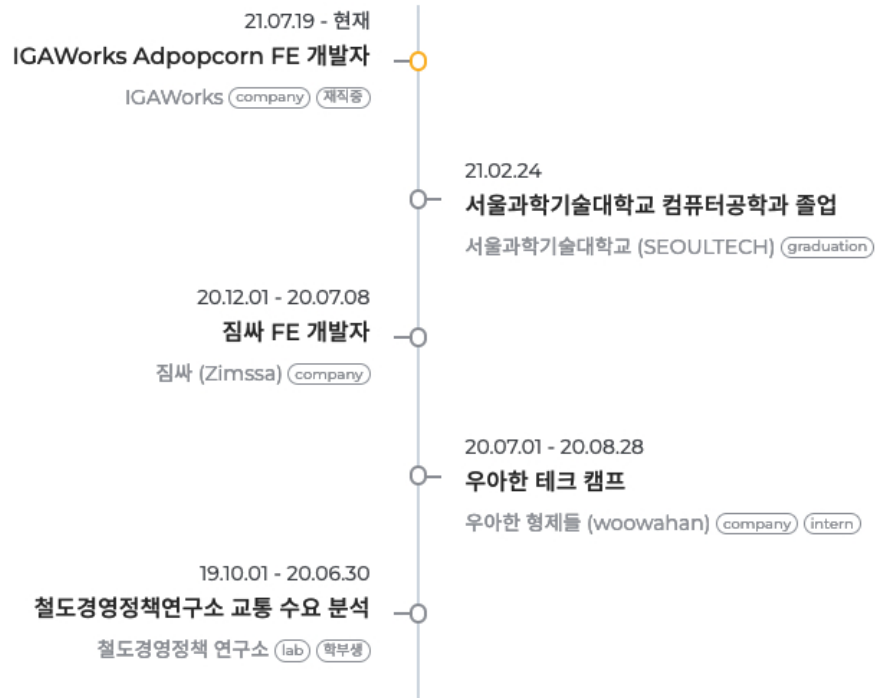 21.07.19 - 현재
IGAWorks Adpopcorn FE 개발자
IGAWorks company 재직중
21.02.24
서울과학기술대학교 컴퓨터공학과 졸업
서울과학기술대학교 (SEOULTECH) graduation
20.12.01 - 20.07.08
짐싸 FE 개발자
짐싸 (Zimssa) company
20.07.01 - 20.08.28
우아한 테크 캠프
우아한 형제들 (woowahan) company intern
19.10.01 - 20.06.30
철도경영정책연구소 교통 수요 분석
철도경영정책 연구소 lab 학부생